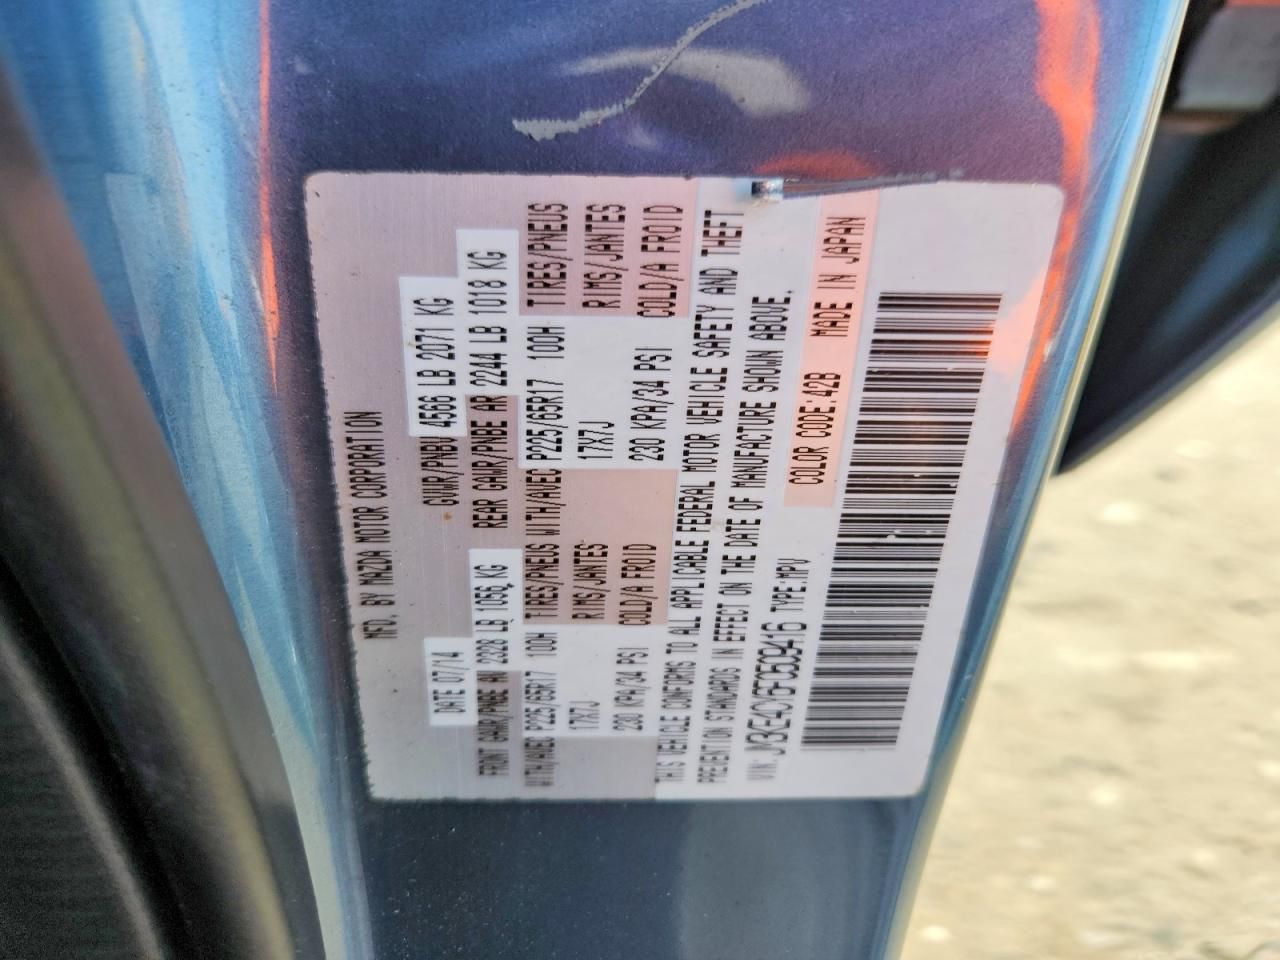 MFD. BY MAZDA MOTOR CORPORATION
DATE 07/14 GVWR/PNBV 4566 LB 2071 KG
FRONT GAWR/PNBE AV 2228 LB 1056 KG REAR GAWR/PNBE AR 2244 LB 1018 KG
WITH/AVEC P225/65R17 100H TIRES/PNEUS WITH/AVEC P225/65R17 100H TIRES/PNEUS
17X7J RIMS/JANTES 17X7J RIMS/JANTES
230 KPA/34 PSI COLD/A FROID 230 KPA/34 PSI COLD/A FROID
THIS VEHICLE CONFORMS TO ALL APPLICABLE FEDERAL MOTOR VEHICLE SAFETY AND THEFT
PREVENTION STANDARDS IN EFFECT ON THE DATE OF MANUFACTURE SHOWN ABOVE.
VIN: TYPE:MPV COLOR CODE:42B MADE IN JAPAN